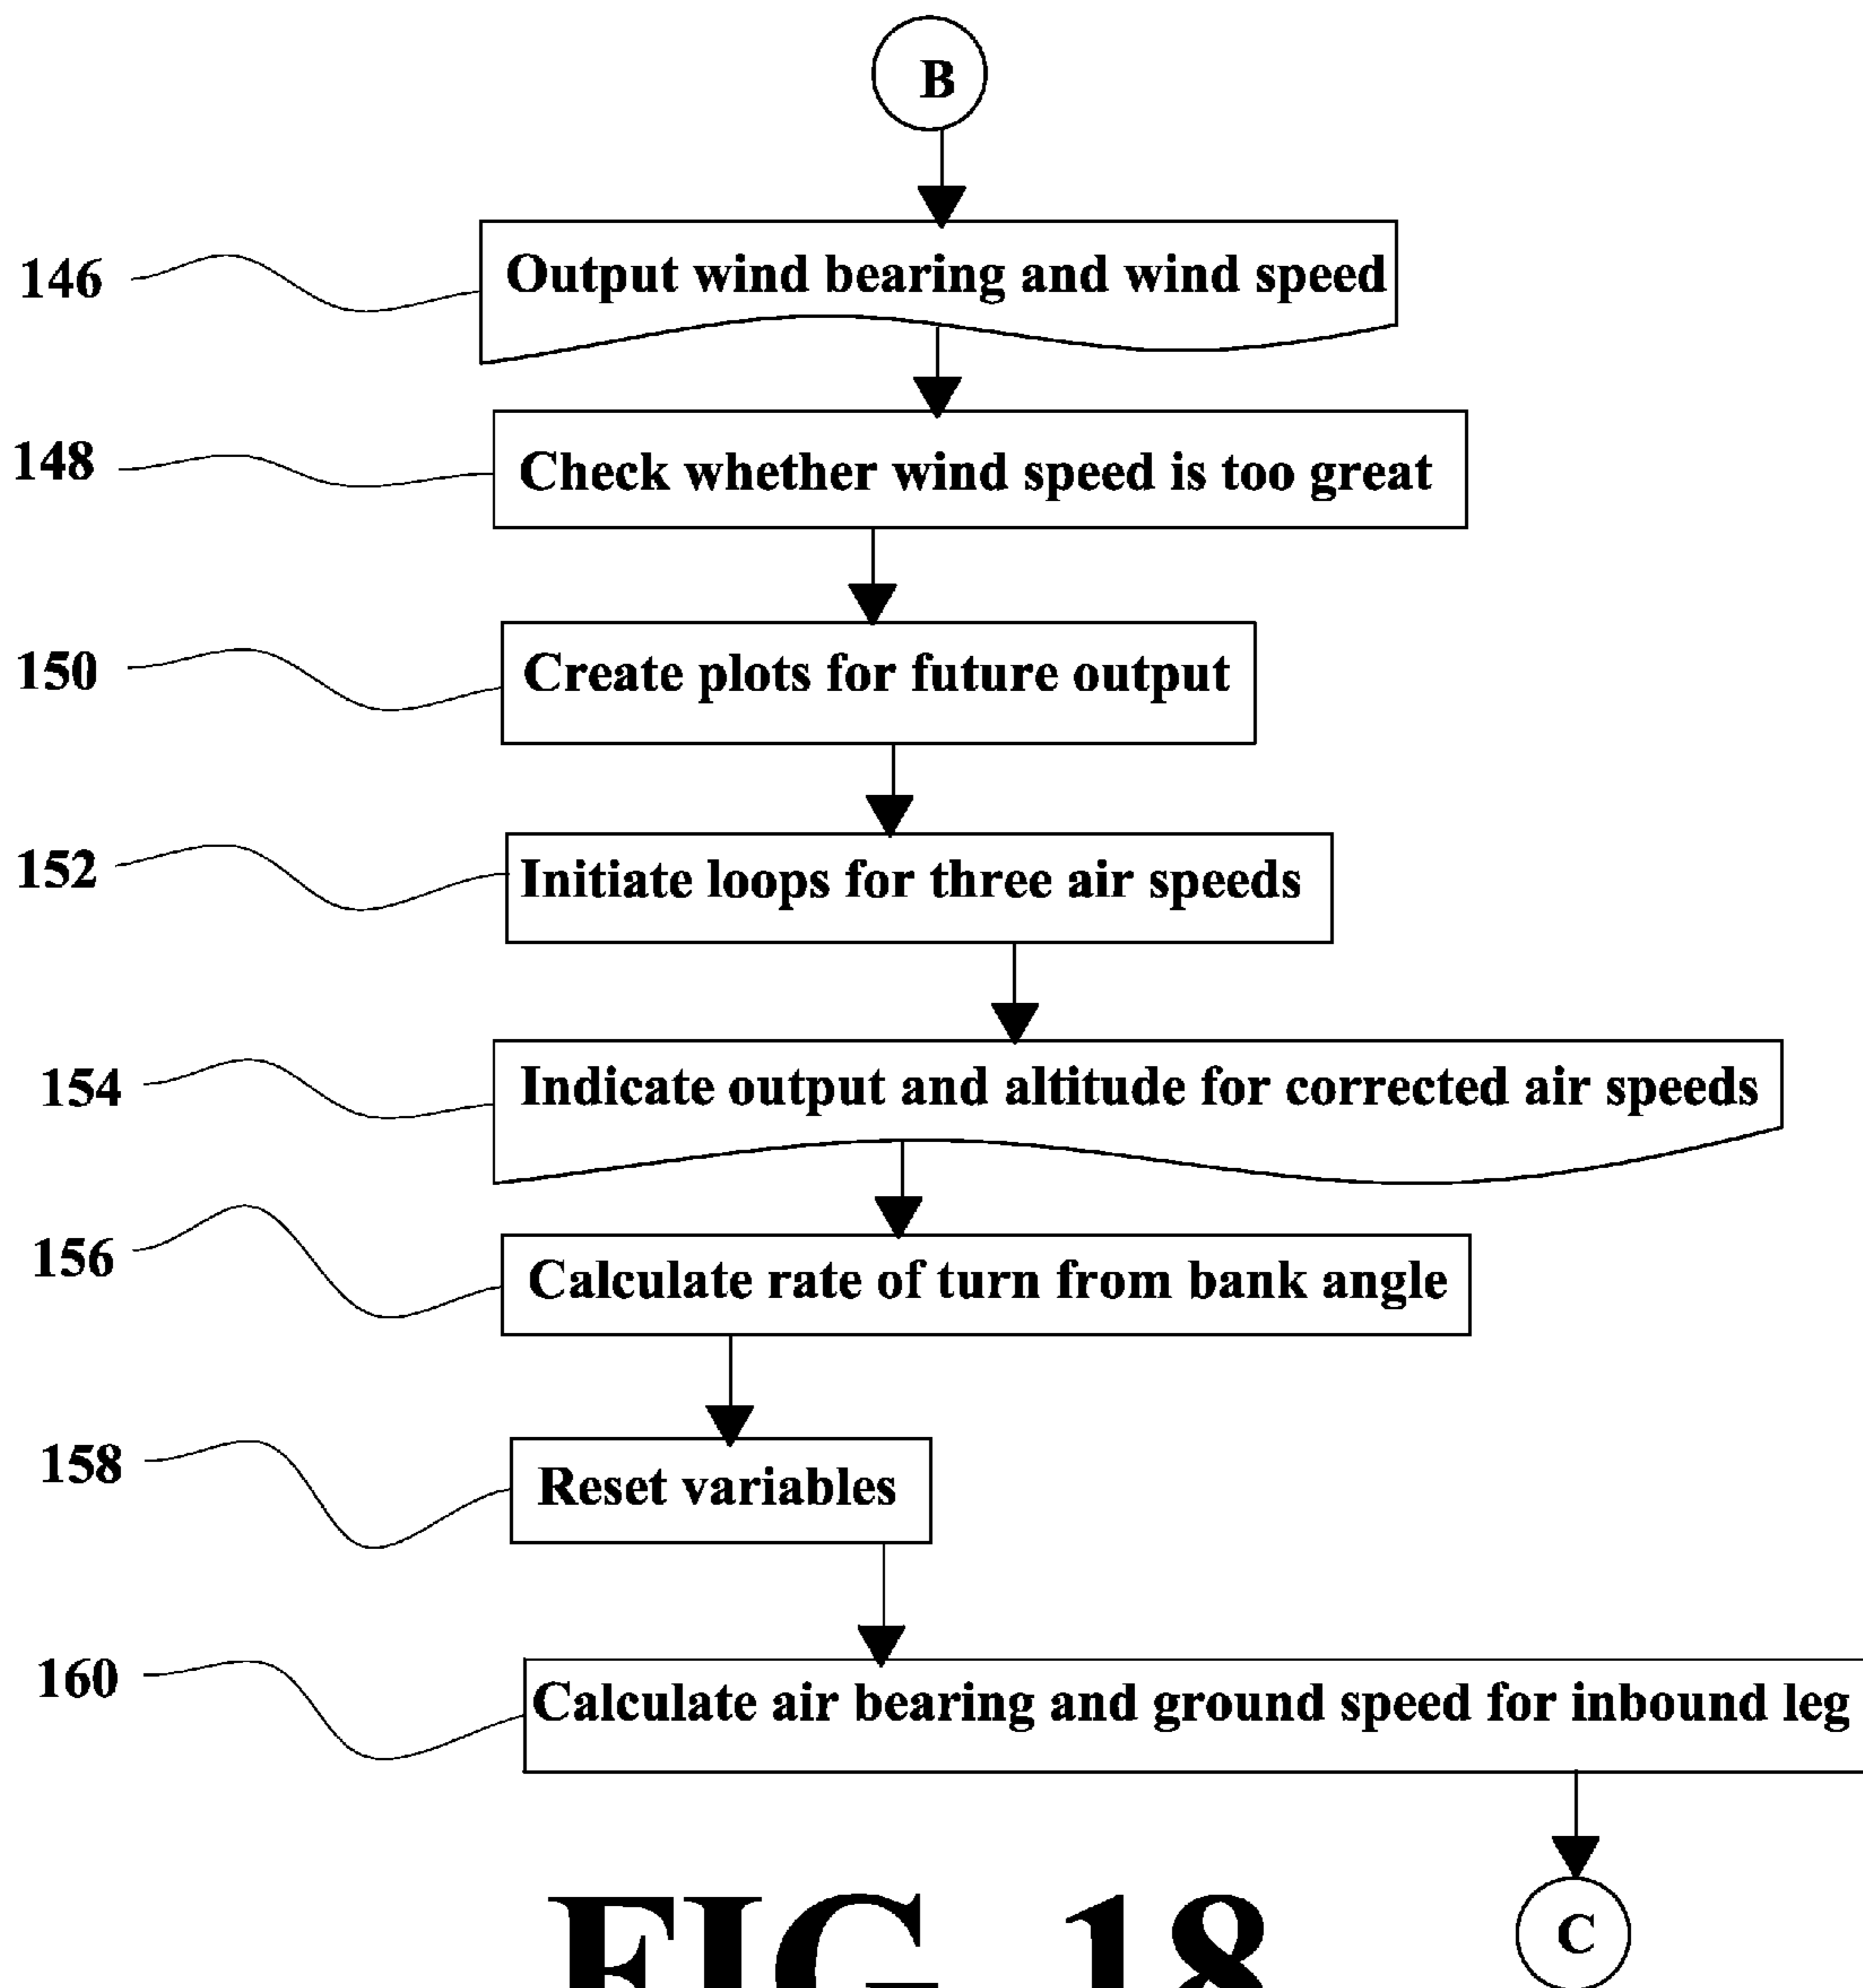 B
146 Output wind bearing and wind speed
148 Check whether wind speed is too great
150 Create plots for future output
152 Initiate loops for three air speeds
154 Indicate output and altitude for corrected air speeds
156 Calculate rate of turn from bank angle
158 Reset variables
160 Calculate air bearing and ground speed for inbound leg
C
FIG. 18